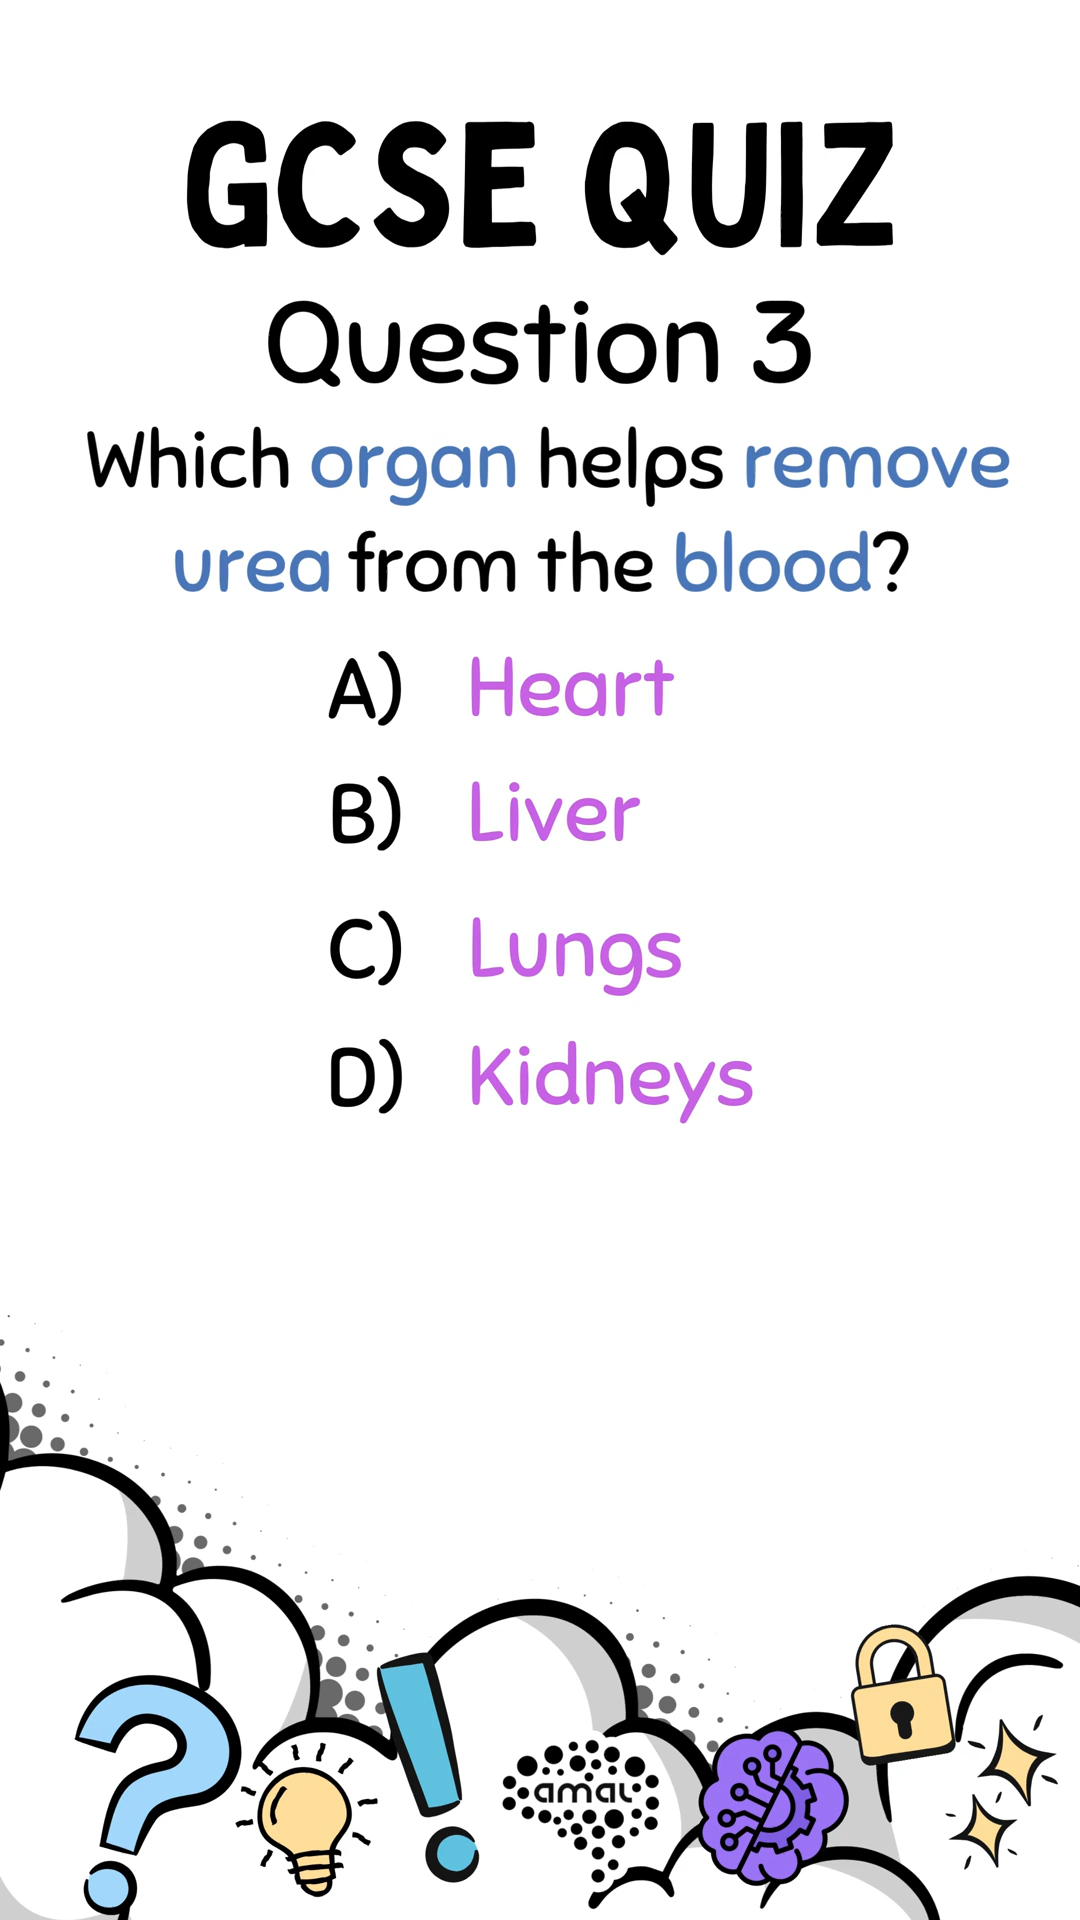 GCSE QUIZ
Question 3
Which organ helps remove
urea from the blood?
A) Heart
B) Liver
C) Lungs
D) Kidneys
amal